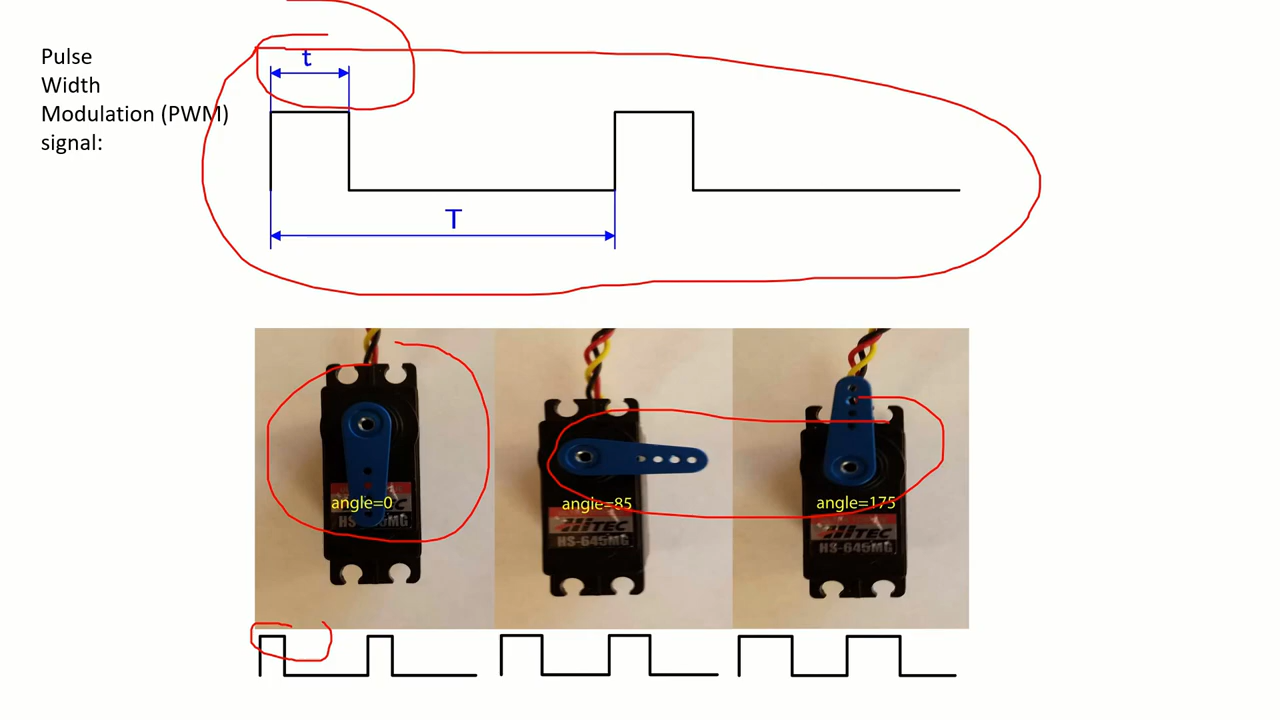 Pulse
Width
Modulation (PWM)
signal:
t
T
angle=0
angle=85
HiTEC
HS-645MG
angle=175
HiTEC
HS-645MG